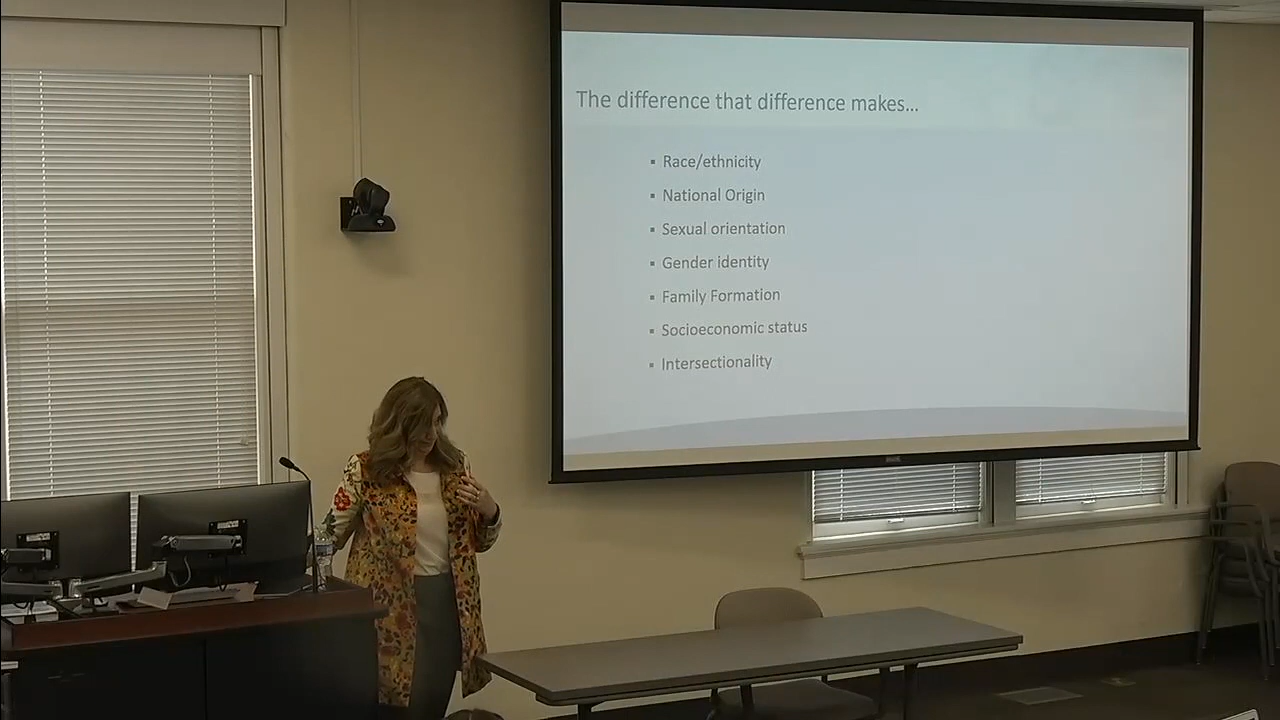 The difference that difference makes...
▪ Race/ethnicity
▪ National Origin
▪ Sexual orientation
▪ Gender identity
▪ Family Formation
▪ Socioeconomic status
▪ Intersectionality